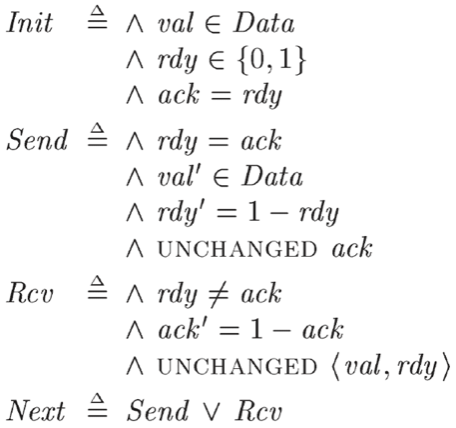 Init ≜ ∧ val ∈ Data
∧ rdy ∈ {0, 1}
∧ ack = rdy
Send ≜ ∧ rdy = ack
∧ val′ ∈ Data
∧ rdy′ = 1 − rdy
∧ UNCHANGED ack
Rcv ≜ ∧ rdy ≠ ack
∧ ack′ = 1 − ack
∧ UNCHANGED ⟨val, rdy⟩
Next ≜ Send ∨ Rcv